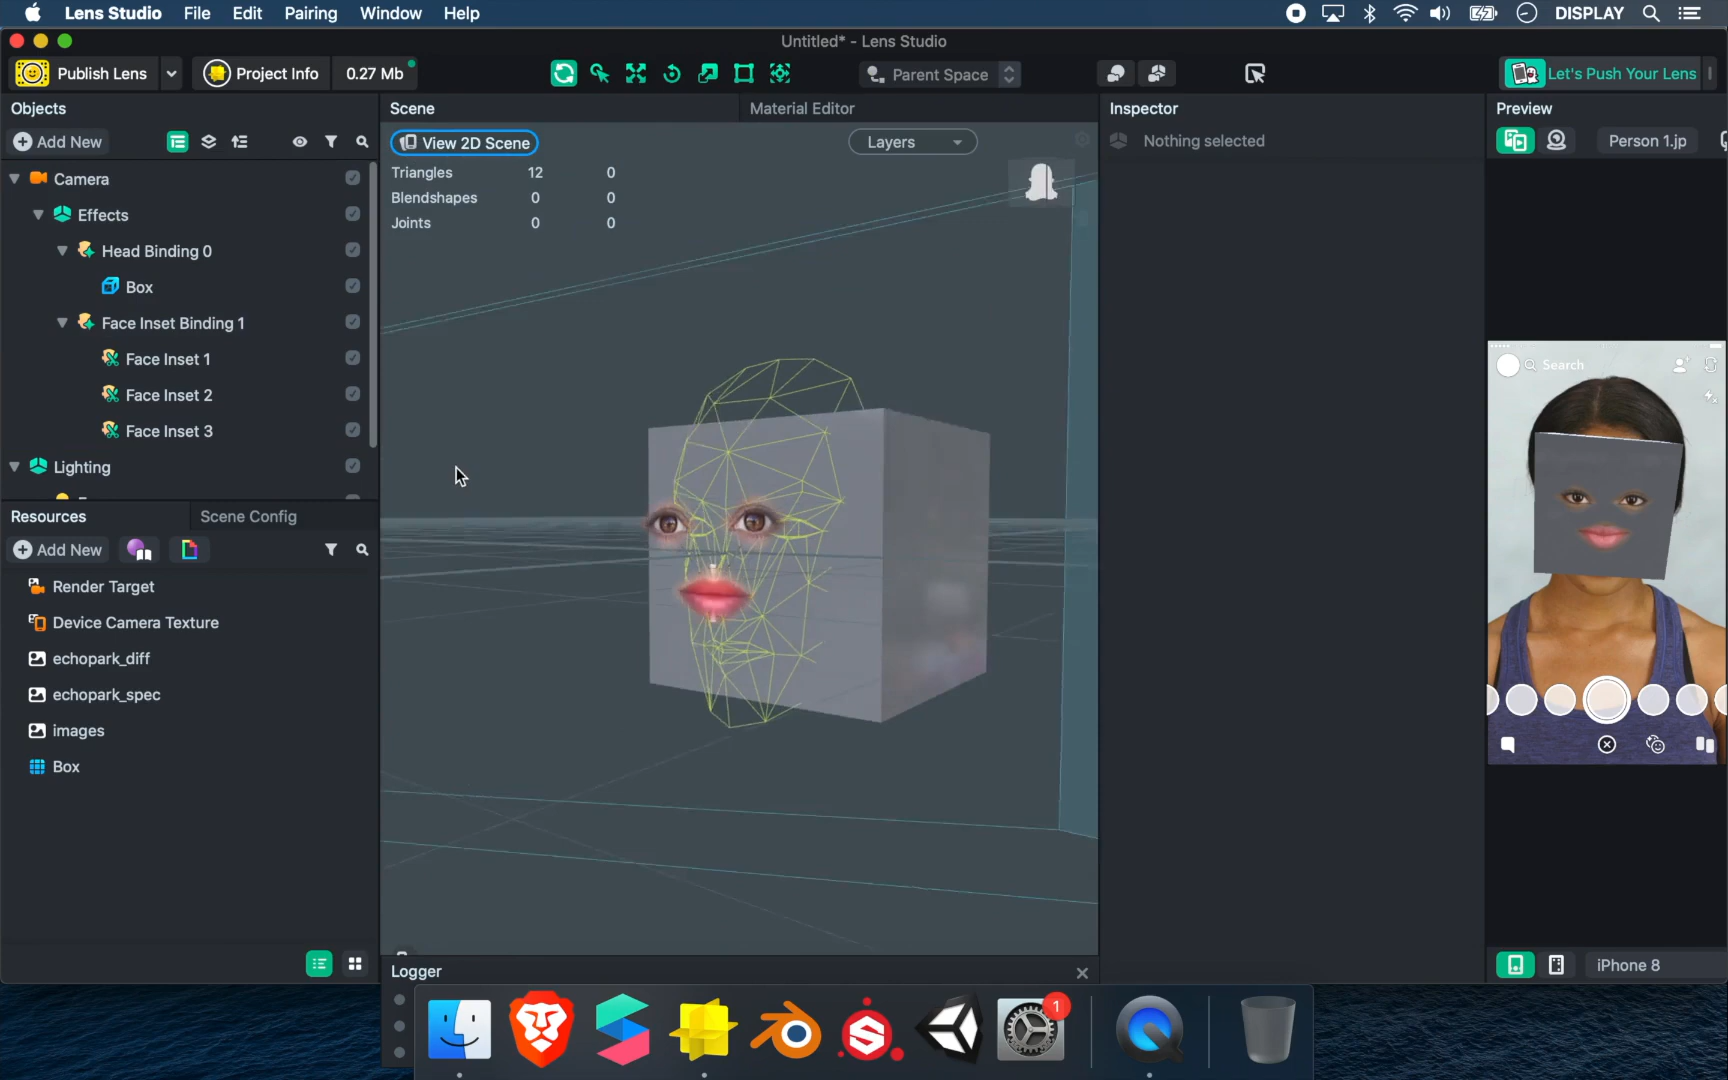 Lens Studio File Edit Pairing Window Help DISPLAY
Untitled* - Lens Studio
Publish Lens Project Info 0.27 Mb Parent Space Let's Push Your Lens
Objects
Add New
Camera
Effects
Head Binding 0
Box
Face Inset Binding 1
Face Inset 1
Face Inset 2
Face Inset 3
Lighting
Resources Scene Config
Add New
Render Target
Device Camera Texture
echopark_diff
echopark_spec
images
Box
Scene Material Editor
View 2D Scene Layers
Triangles 12 0
Blendshapes 0 0
Joints 0 0
Logger
1
Inspector
Nothing selected
Preview
Person 1.jp
Search
iPhone 8